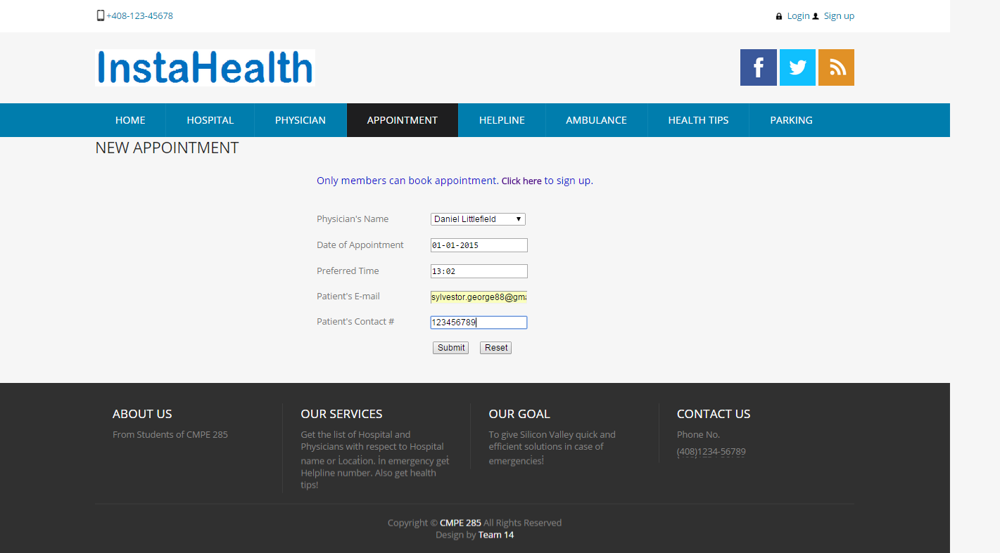 +408-123-45678
Login Sign up
InstaHealth
HOME HOSPITAL PHYSICIAN APPOINTMENT HELPLINE AMBULANCE HEALTH TIPS PARKING
NEW APPOINTMENT
Only members can book appointment. Click here to sign up.
Physician's Name Daniel Littlefield
Date of Appointment 01-01-2015
Preferred Time 13:02
Patient's E-mail sylvestor.george88@gma
Patient's Contact # 123456789
Submit Reset
ABOUT US
From Students of CMPE 285
OUR SERVICES
Get the list of Hospital and
Physicians with respect to Hospital
name or Location. In emergency get
Helpline number. Also get health
tips!
OUR GOAL
To give Silicon Valley quick and
efficient solutions in case of
emergencies!
CONTACT US
Phone No.
(408)1234-56789
Copyright © CMPE 285 All Rights Reserved
Design by Team 14